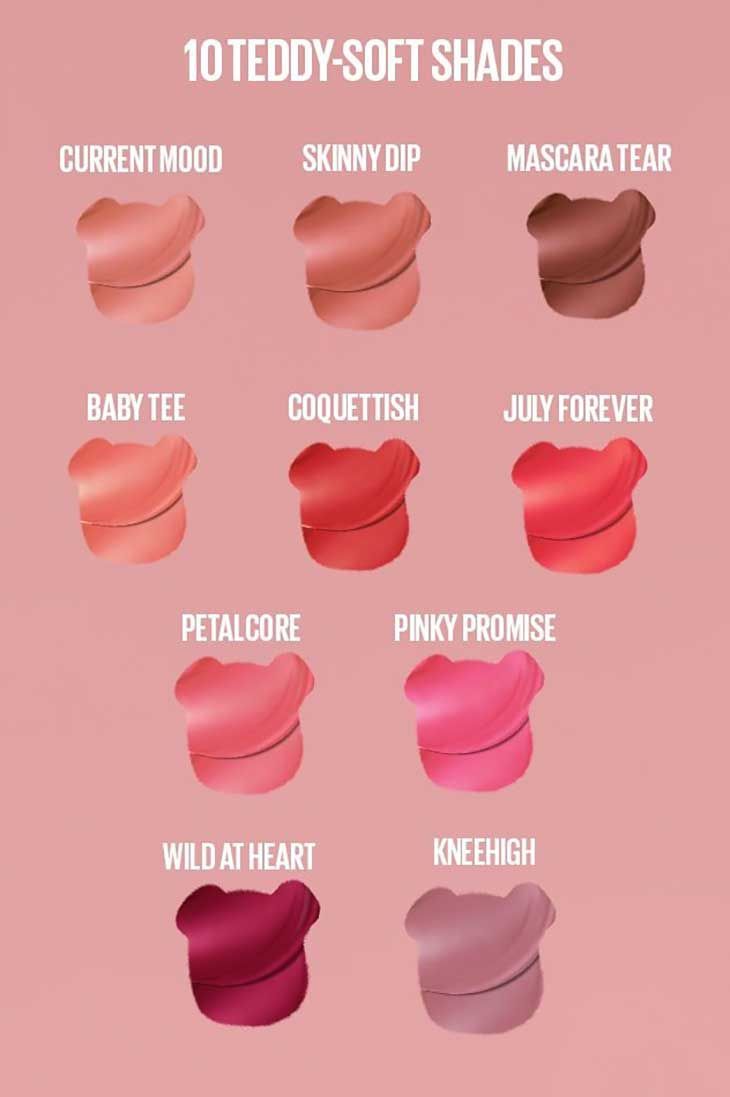 10 TEDDY-SOFT SHADES
CURRENT MOOD SKINNY DIP MASCARA TEAR
BABY TEE COQUETTISH JULY FOREVER
PETALCORE PINKY PROMISE
WILD AT HEART KNEEHIGH